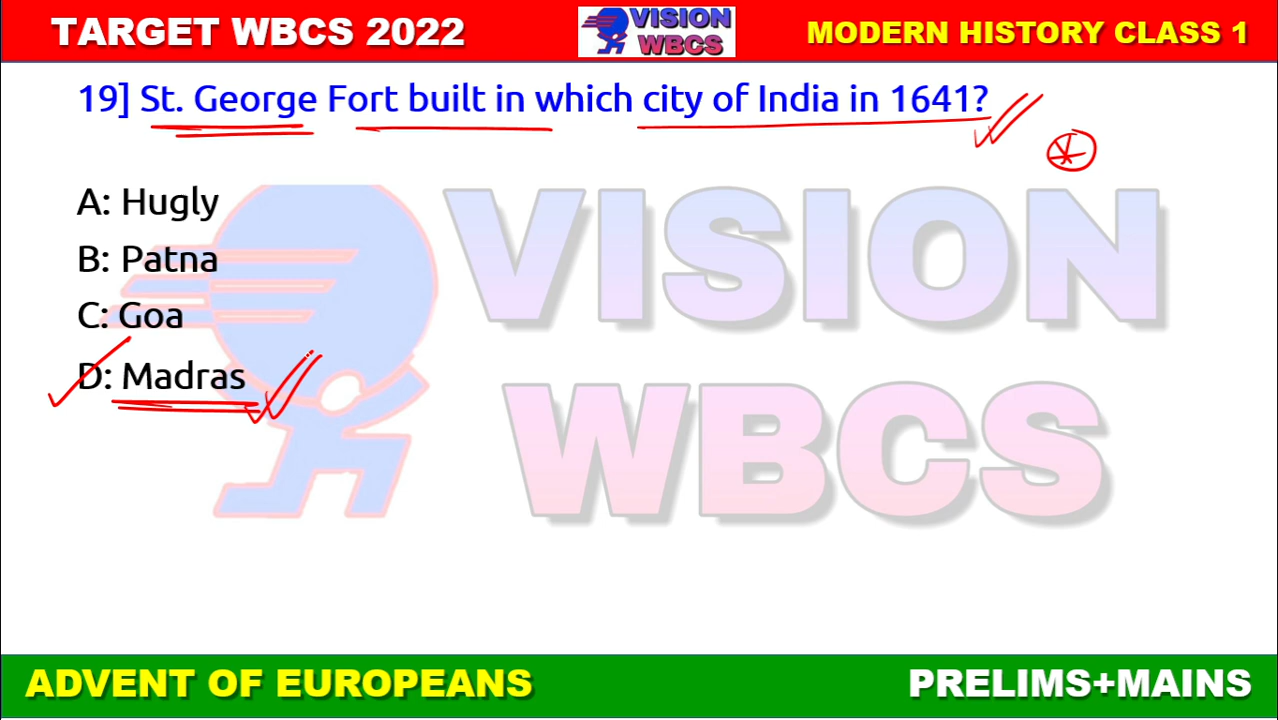 TARGET WBCS 2022
VISION
WBCS
MODERN HISTORY CLASS 1
19] St. George Fort built in which city of India in 1641?
A: Hugly
B: Patna
C: Goa
D: Madras
VISION
WBCS
ADVENT OF EUROPEANS
PRELIMS+MAINS